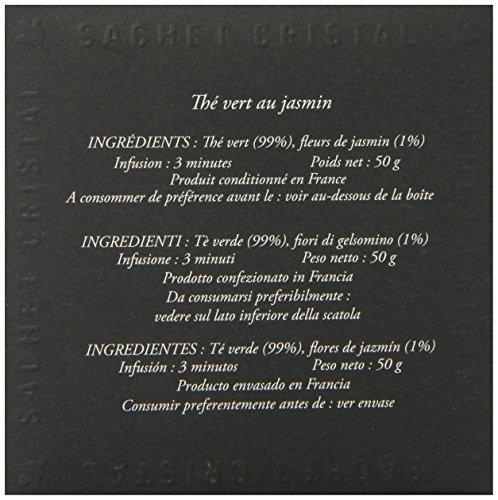 SACHET CRISTAL
Thé vert au jasmin
INGRÉDIENTS : Thé vert (99%), fleurs de jasmin (1%)
Infusion : 3 minutes Poids net : 50 g
Produit conditionné en France
A consommer de préférence avant le : voir au-dessous de la boîte
INGREDIENTI : Tè verde (99%), fiori di gelsomino (1%)
Infusione : 3 minuti Peso netto : 50 g
Prodotto confezionato in Francia
Da consumarsi preferibilmente :
vedere sul lato inferiore della scatola
INGREDIENTES : Té verde (99%), flores de jazmín (1%)
Infusión : 3 minutos Peso neto : 50 g
Producto envasado en Francia
Consumir preferentemente antes de : ver envase
SACHET CRISTAL
SACHET CRISTAL